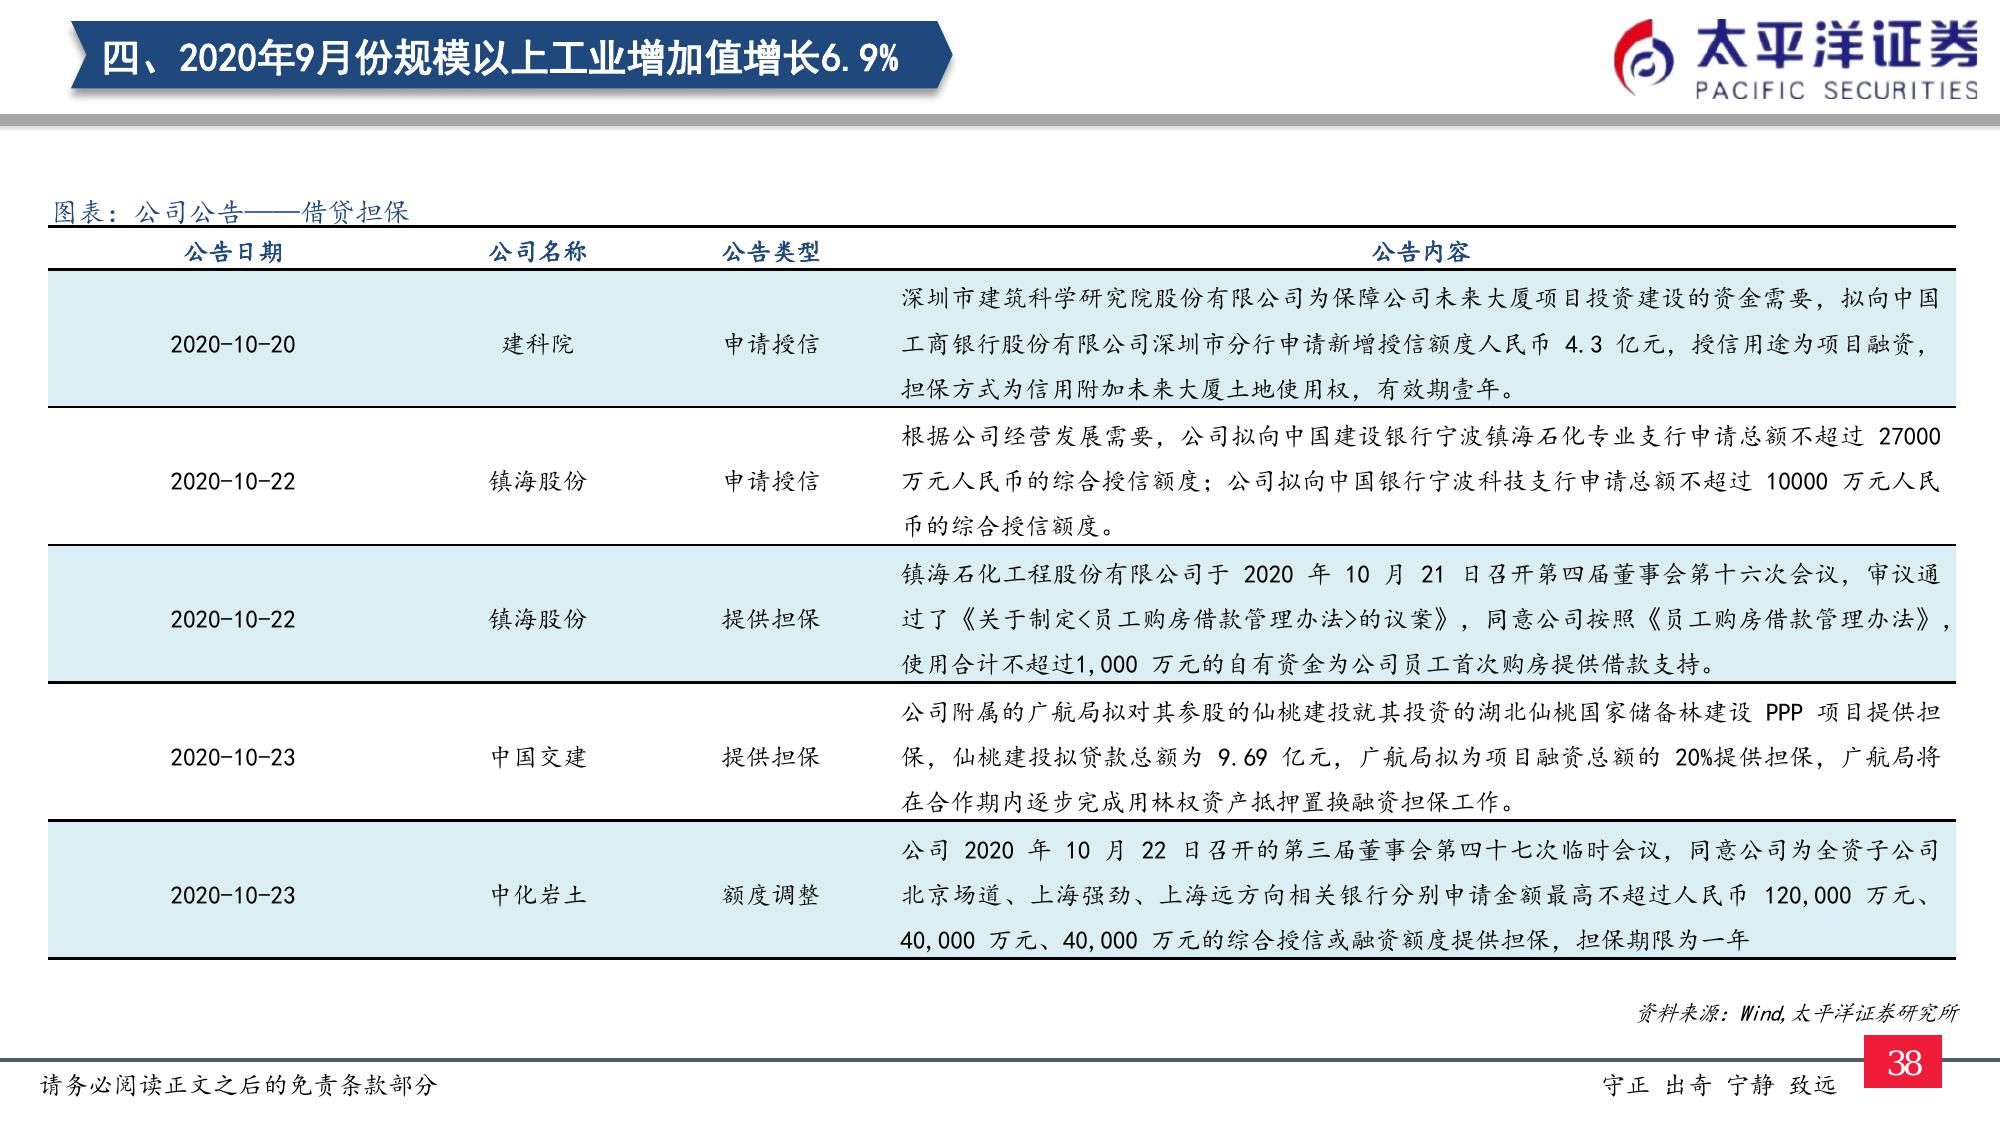 四、2020年9月份规模以上工业增加值增长6.9%
太平洋证券
PACIFIC SECURITIES
图表：公司公告——借贷担保
公告日期 公司名称 公告类型 公告内容
深圳市建筑科学研究院股份有限公司为保障公司未来大厦项目投资建设的资金需要，拟向中国
2020-10-20 建科院 申请授信 工商银行股份有限公司深圳市分行申请新增授信额度人民币 4.3 亿元，授信用途为项目融资，
担保方式为信用附加未来大厦土地使用权，有效期壹年。
根据公司经营发展需要，公司拟向中国建设银行宁波镇海石化专业支行申请总额不超过 27000
2020-10-22 镇海股份 申请授信 万元人民币的综合授信额度；公司拟向中国银行宁波科技支行申请总额不超过 10000 万元人民
币的综合授信额度。
镇海石化工程股份有限公司于 2020 年 10 月 21 日召开第四届董事会第十六次会议，审议通
2020-10-22 镇海股份 提供担保 过了《关于制定<员工购房借款管理办法>的议案》，同意公司按照《员工购房借款管理办法》，
使用合计不超过1,000 万元的自有资金为公司员工首次购房提供借款支持。
公司附属的广航局拟对其参股的仙桃建投就其投资的湖北仙桃国家储备林建设 PPP 项目提供担
2020-10-23 中国交建 提供担保 保，仙桃建投拟贷款总额为 9.69 亿元，广航局拟为项目融资总额的 20%提供担保，广航局将
在合作期内逐步完成用林权资产抵押置换融资担保工作。
公司 2020 年 10 月 22 日召开的第三届董事会第四十七次临时会议，同意公司为全资子公司
2020-10-23 中化岩土 额度调整 北京场道、上海强劲、上海远方向相关银行分别申请金额最高不超过人民币 120,000 万元、
40,000 万元、40,000 万元的综合授信或融资额度提供担保，担保期限为一年
资料来源：Wind,太平洋证券研究所
38
请务必阅读正文之后的免责条款部分 守正 出奇 宁静 致远